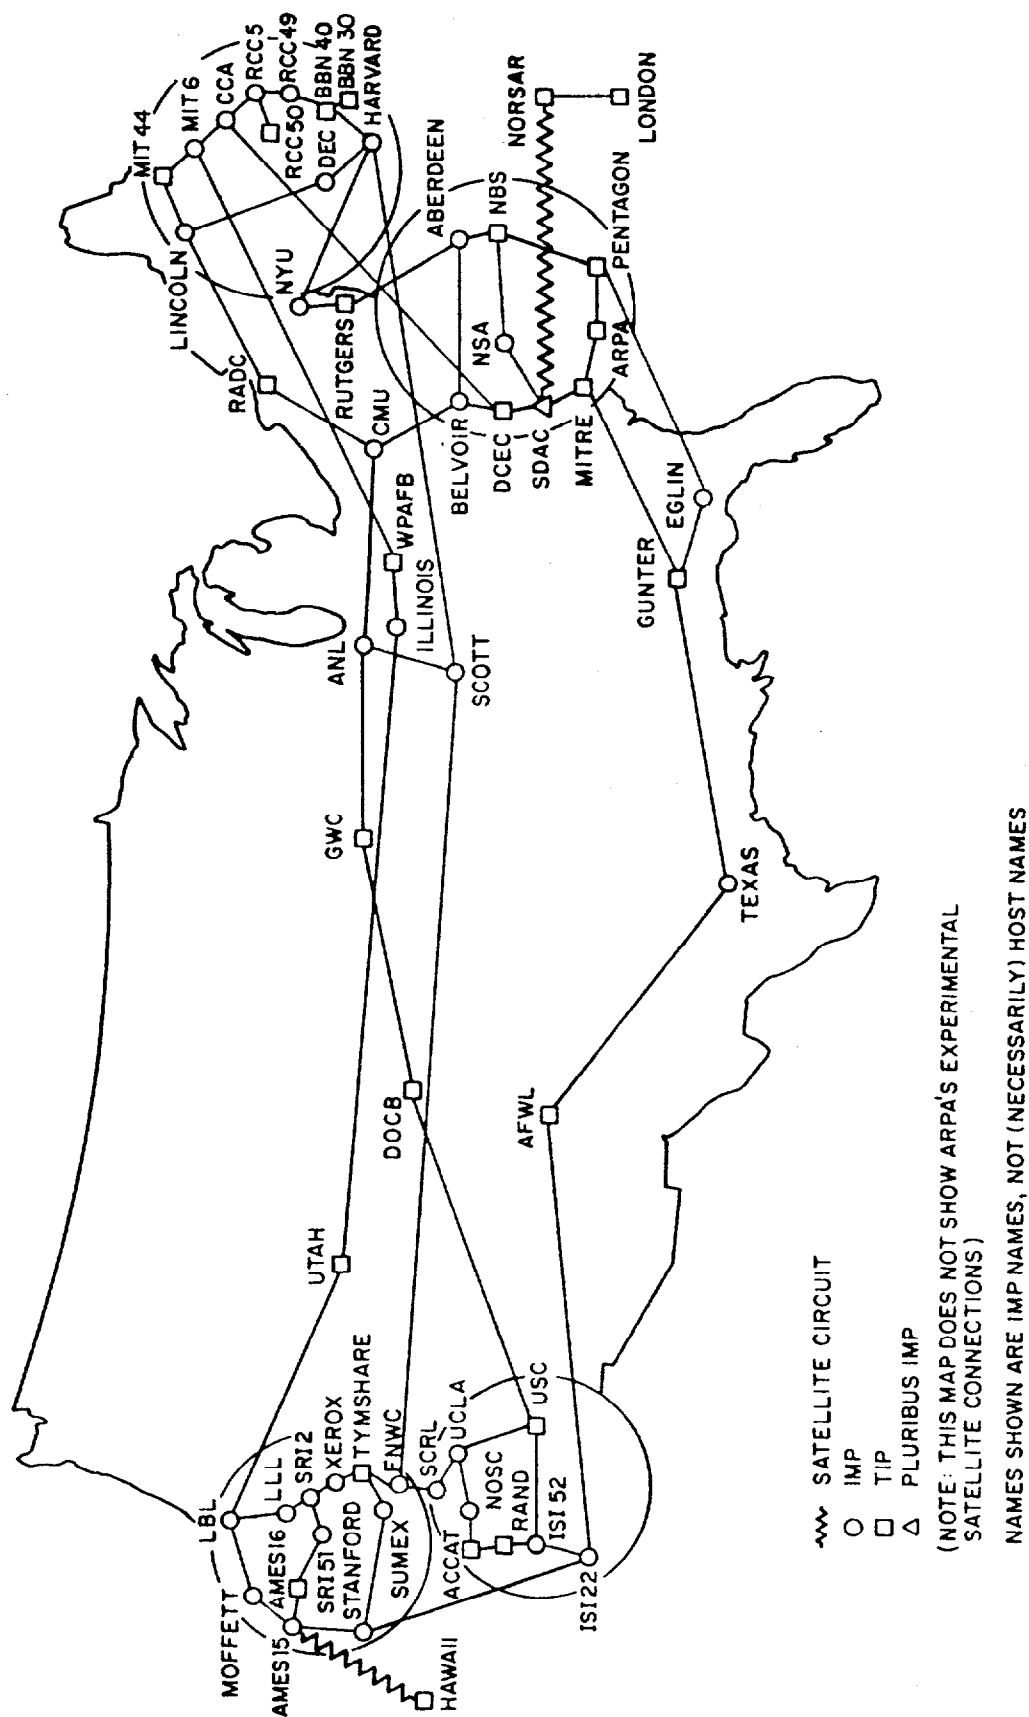 MOFFETT
LBL
AMES15
AMES16
LLL
SRI2
SRI51
XEROX
STANFORD
TYMSHARE
SUMEX
FNWC
HAWAII
SCRL
UCLA
ACCAT
NOSC
RAND
USC
ISI52
ISI22
UTAH
DOCB
AFWL
GWC
TEXAS
ANL
ILLINOIS
SCOTT
WPAFB
GUNTER
EGLIN
CMU
RADC
LINCOLN
MIT44
MIT6
CCA
RCC5
RCC49
RCC50
BBN40
BBN30
DEC
HARVARD
NYU
RUTGERS
ABERDEEN
BELVOIR
NBS
NSA
DCEC
SDAC
MITRE
ARPA
PENTAGON
NORSAR
LONDON
SATELLITE CIRCUIT
IMP
TIP
PLURIBUS IMP
(NOTE: THIS MAP DOES NOT SHOW ARPA'S EXPERIMENTAL
SATELLITE CONNECTIONS)
NAMES SHOWN ARE IMP NAMES, NOT (NECESSARILY) HOST NAMES